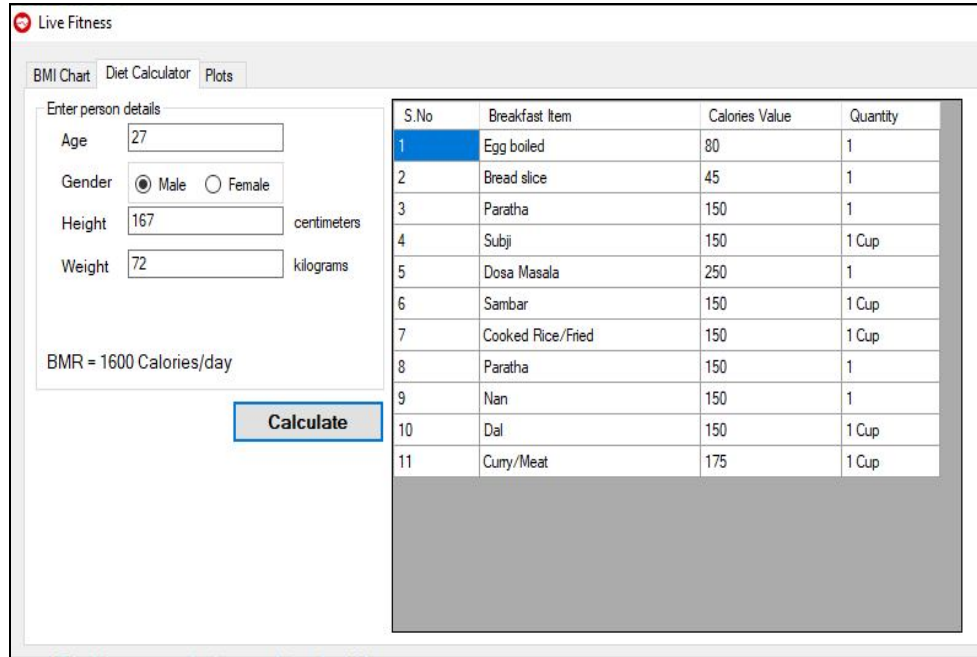 Live Fitness
BMI Chart Diet Calculator Plots
Enter person details
Age 27
Gender Male Female
Height 167 centimeters
Weight 72 kilograms
BMR = 1600 Calories/day
Calculate
S.No Breakfast Item Calories Value Quantity
1 Egg boiled 80 1
2 Bread slice 45 1
3 Paratha 150 1
4 Subji 150 1 Cup
5 Dosa Masala 250 1
6 Sambar 150 1 Cup
7 Cooked Rice/Fried 150 1 Cup
8 Paratha 150 1
9 Nan 150 1
10 Dal 150 1 Cup
11 Curry/Meat 175 1 Cup